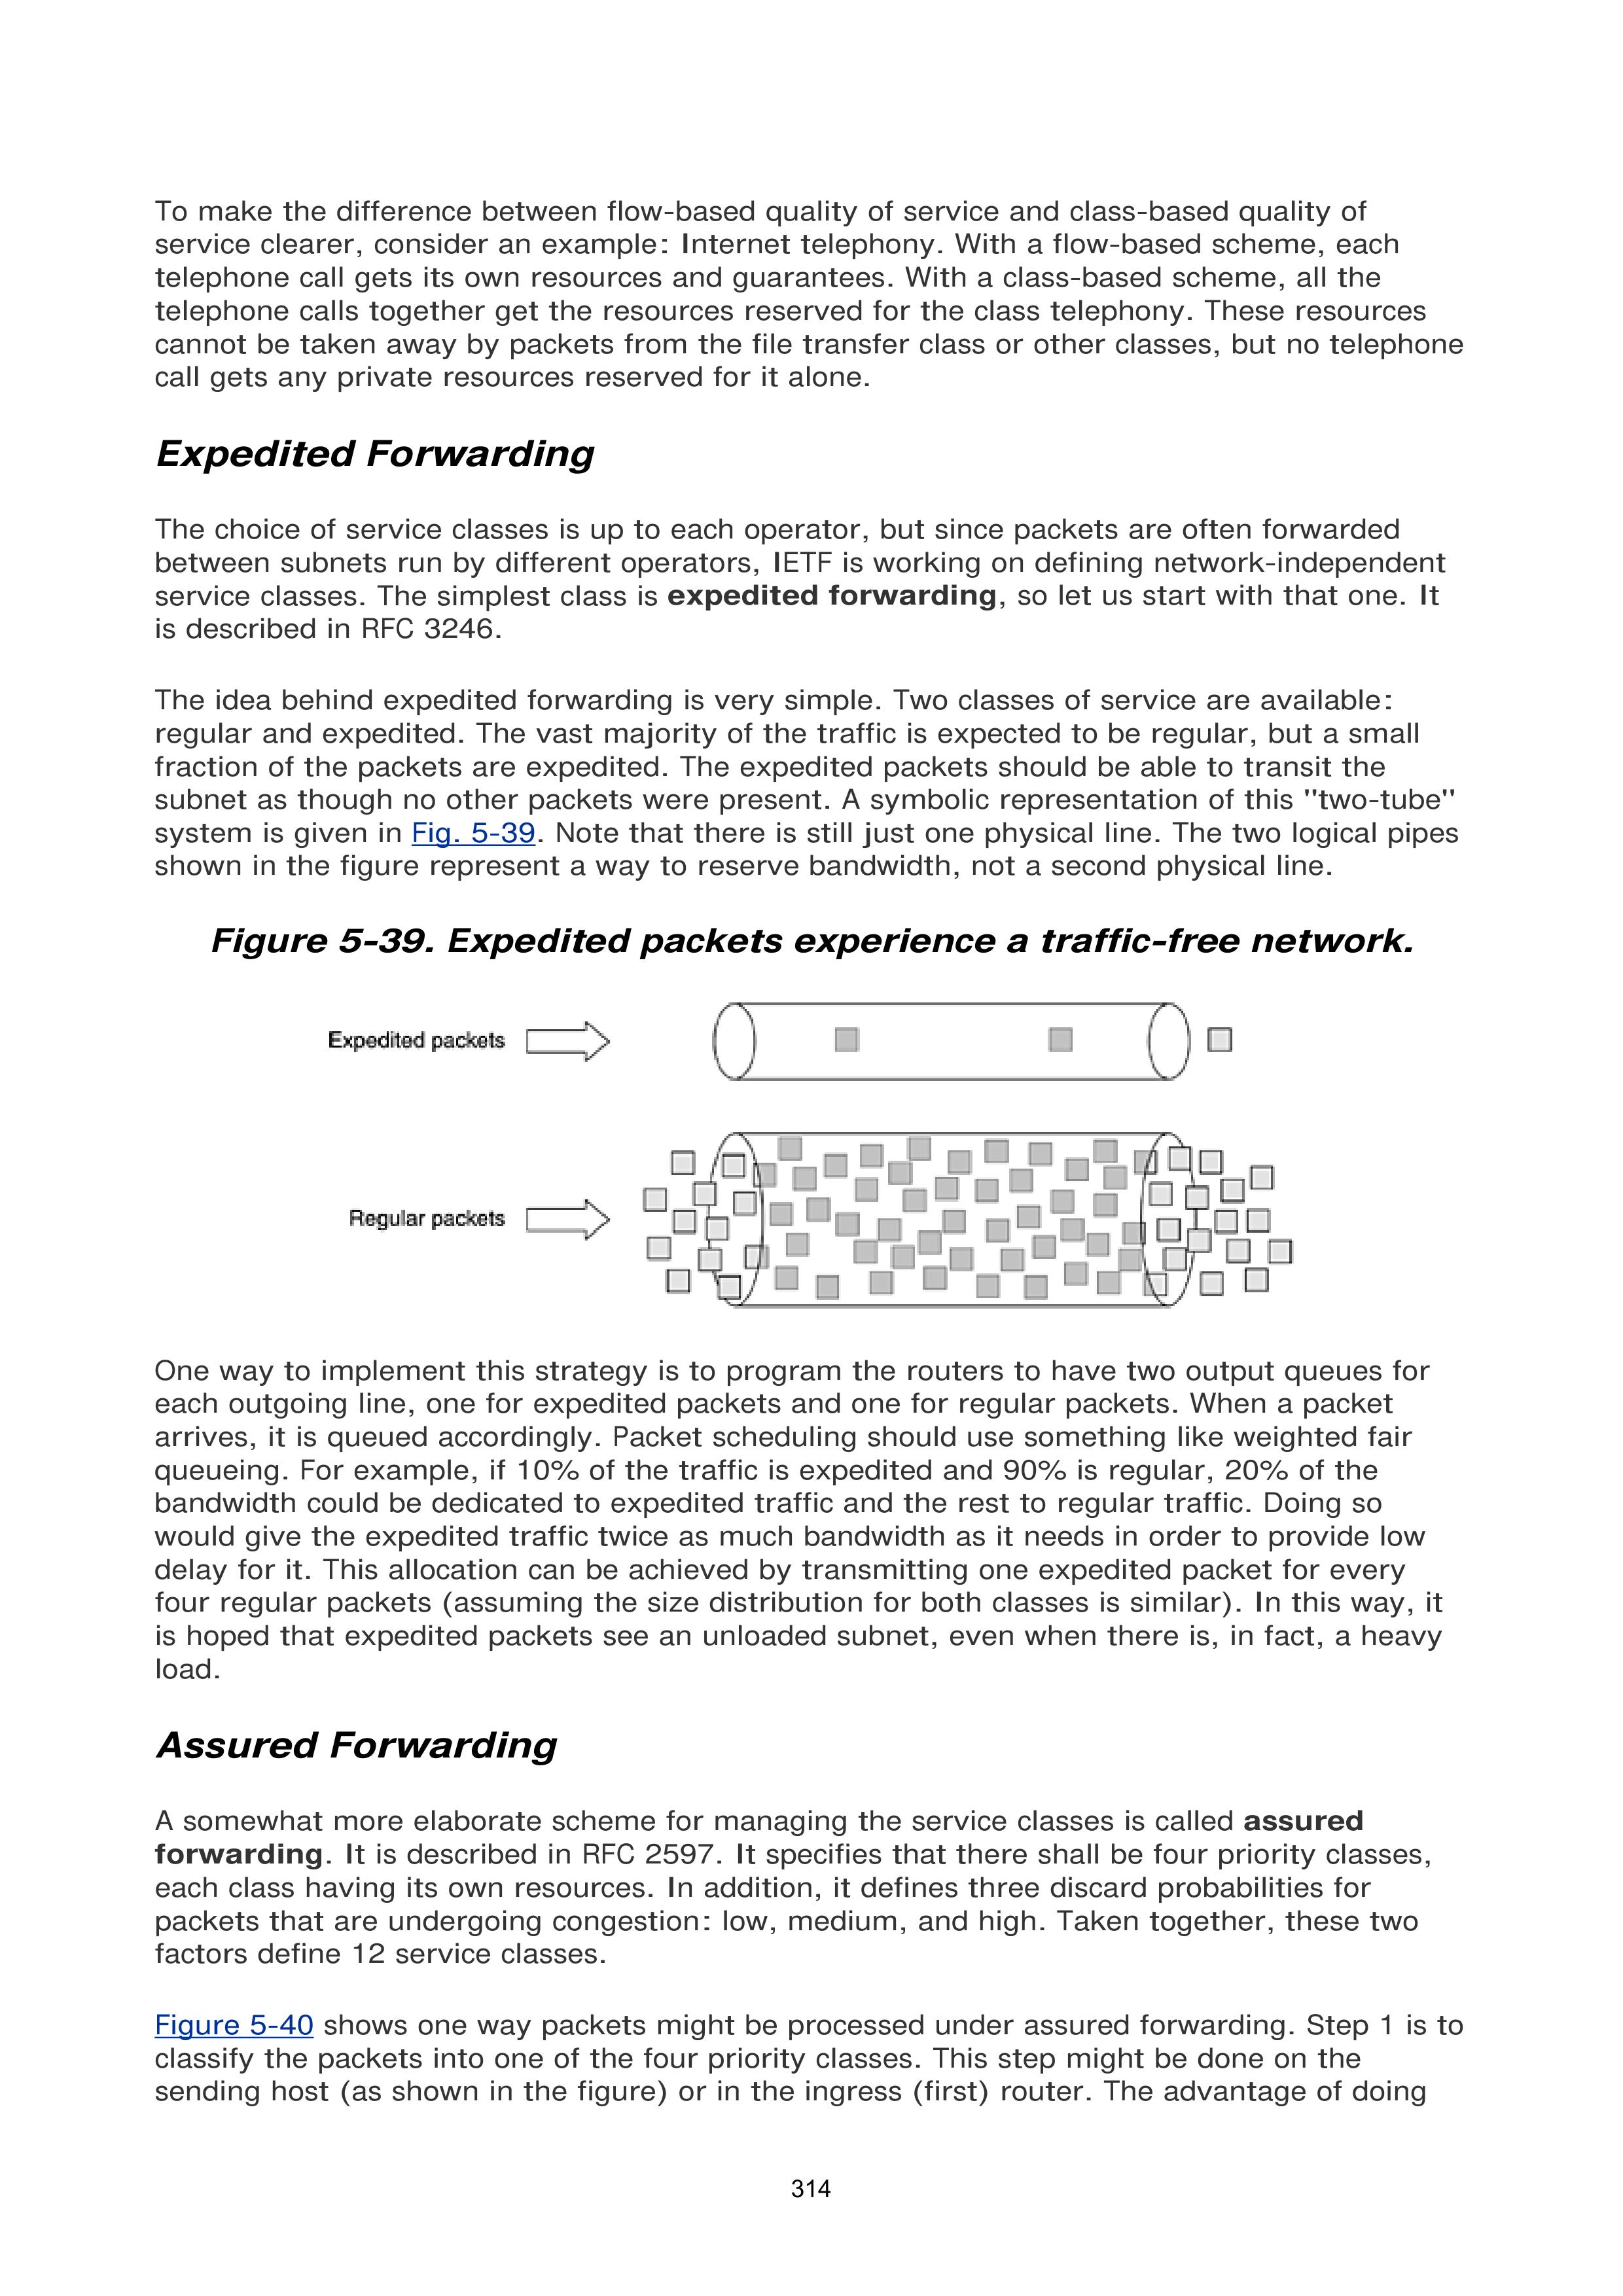 To make the difference between flow-based quality of service and class-based quality of
service clearer, consider an example: Internet telephony. With a flow-based scheme, each
telephone call gets its own resources and guarantees. With a class-based scheme, all the
telephone calls together get the resources reserved for the class telephony. These resources
cannot be taken away by packets from the file transfer class or other classes, but no telephone
call gets any private resources reserved for it alone.
Expedited Forwarding
The choice of service classes is up to each operator, but since packets are often forwarded
between subnets run by different operators, IETF is working on defining network-independent
service classes. The simplest class is expedited forwarding, so let us start with that one. It
is described in RFC 3246.
The idea behind expedited forwarding is very simple. Two classes of service are available:
regular and expedited. The vast majority of the traffic is expected to be regular, but a small
fraction of the packets are expedited. The expedited packets should be able to transit the
subnet as though no other packets were present. A symbolic representation of this ''two-tube''
system is given in Fig. 5-39. Note that there is still just one physical line. The two logical pipes
shown in the figure represent a way to reserve bandwidth, not a second physical line.
Figure 5-39. Expedited packets experience a traffic-free network.
Expedited packets
Regular packets
One way to implement this strategy is to program the routers to have two output queues for
each outgoing line, one for expedited packets and one for regular packets. When a packet
arrives, it is queued accordingly. Packet scheduling should use something like weighted fair
queueing. For example, if 10% of the traffic is expedited and 90% is regular, 20% of the
bandwidth could be dedicated to expedited traffic and the rest to regular traffic. Doing so
would give the expedited traffic twice as much bandwidth as it needs in order to provide low
delay for it. This allocation can be achieved by transmitting one expedited packet for every
four regular packets (assuming the size distribution for both classes is similar). In this way, it
is hoped that expedited packets see an unloaded subnet, even when there is, in fact, a heavy
load.
Assured Forwarding
A somewhat more elaborate scheme for managing the service classes is called assured
forwarding. It is described in RFC 2597. It specifies that there shall be four priority classes,
each class having its own resources. In addition, it defines three discard probabilities for
packets that are undergoing congestion: low, medium, and high. Taken together, these two
factors define 12 service classes.
Figure 5-40 shows one way packets might be processed under assured forwarding. Step 1 is to
classify the packets into one of the four priority classes. This step might be done on the
sending host (as shown in the figure) or in the ingress (first) router. The advantage of doing
314